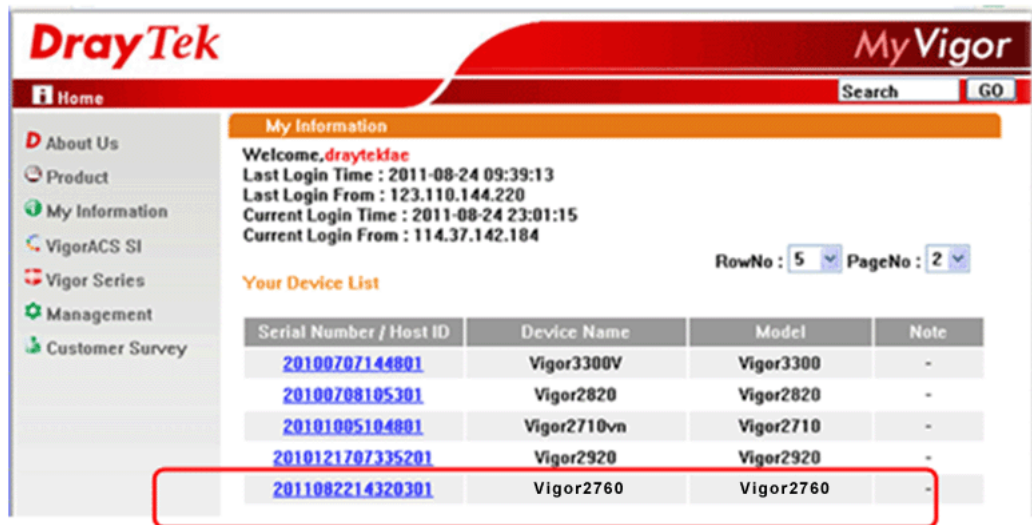 DrayTek
MyVigor
Home
Search GO
About Us
Product
My Information
VigorACS SI
Vigor Series
Management
Customer Survey
My Information
Welcome,draytekfae
Last Login Time : 2011-08-24 09:39:13
Last Login From : 123.110.144.220
Current Login Time : 2011-08-24 23:01:15
Current Login From : 114.37.142.184
RowNo : 5 PageNo : 2
Your Device List
Serial Number / Host ID Device Name Model Note
20100707144801 Vigor3300V Vigor3300 -
20100708105301 Vigor2820 Vigor2820 -
20101005104801 Vigor2710vn Vigor2710 -
2010121707335201 Vigor2920 Vigor2920 -
2011082214320301 Vigor2760 Vigor2760 -